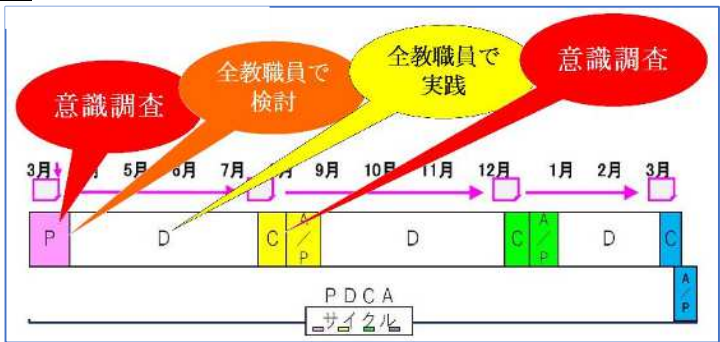 意識調査
全教職員で
検討
全教職員で
実践
意識調査
3月 5月 6月 7月 9月 10月 11月 12月 1月 2月 3月
P D C A/P D C A/P D C
A/P
PDCA
サイクル